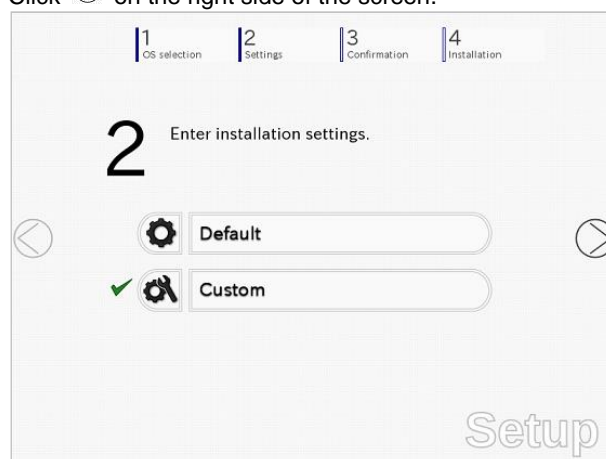 Click on the right side of the screen.
1 2 3 4
OS selection Settings Confirmation Installation
2 Enter installation settings.
Default
Custom
Setup